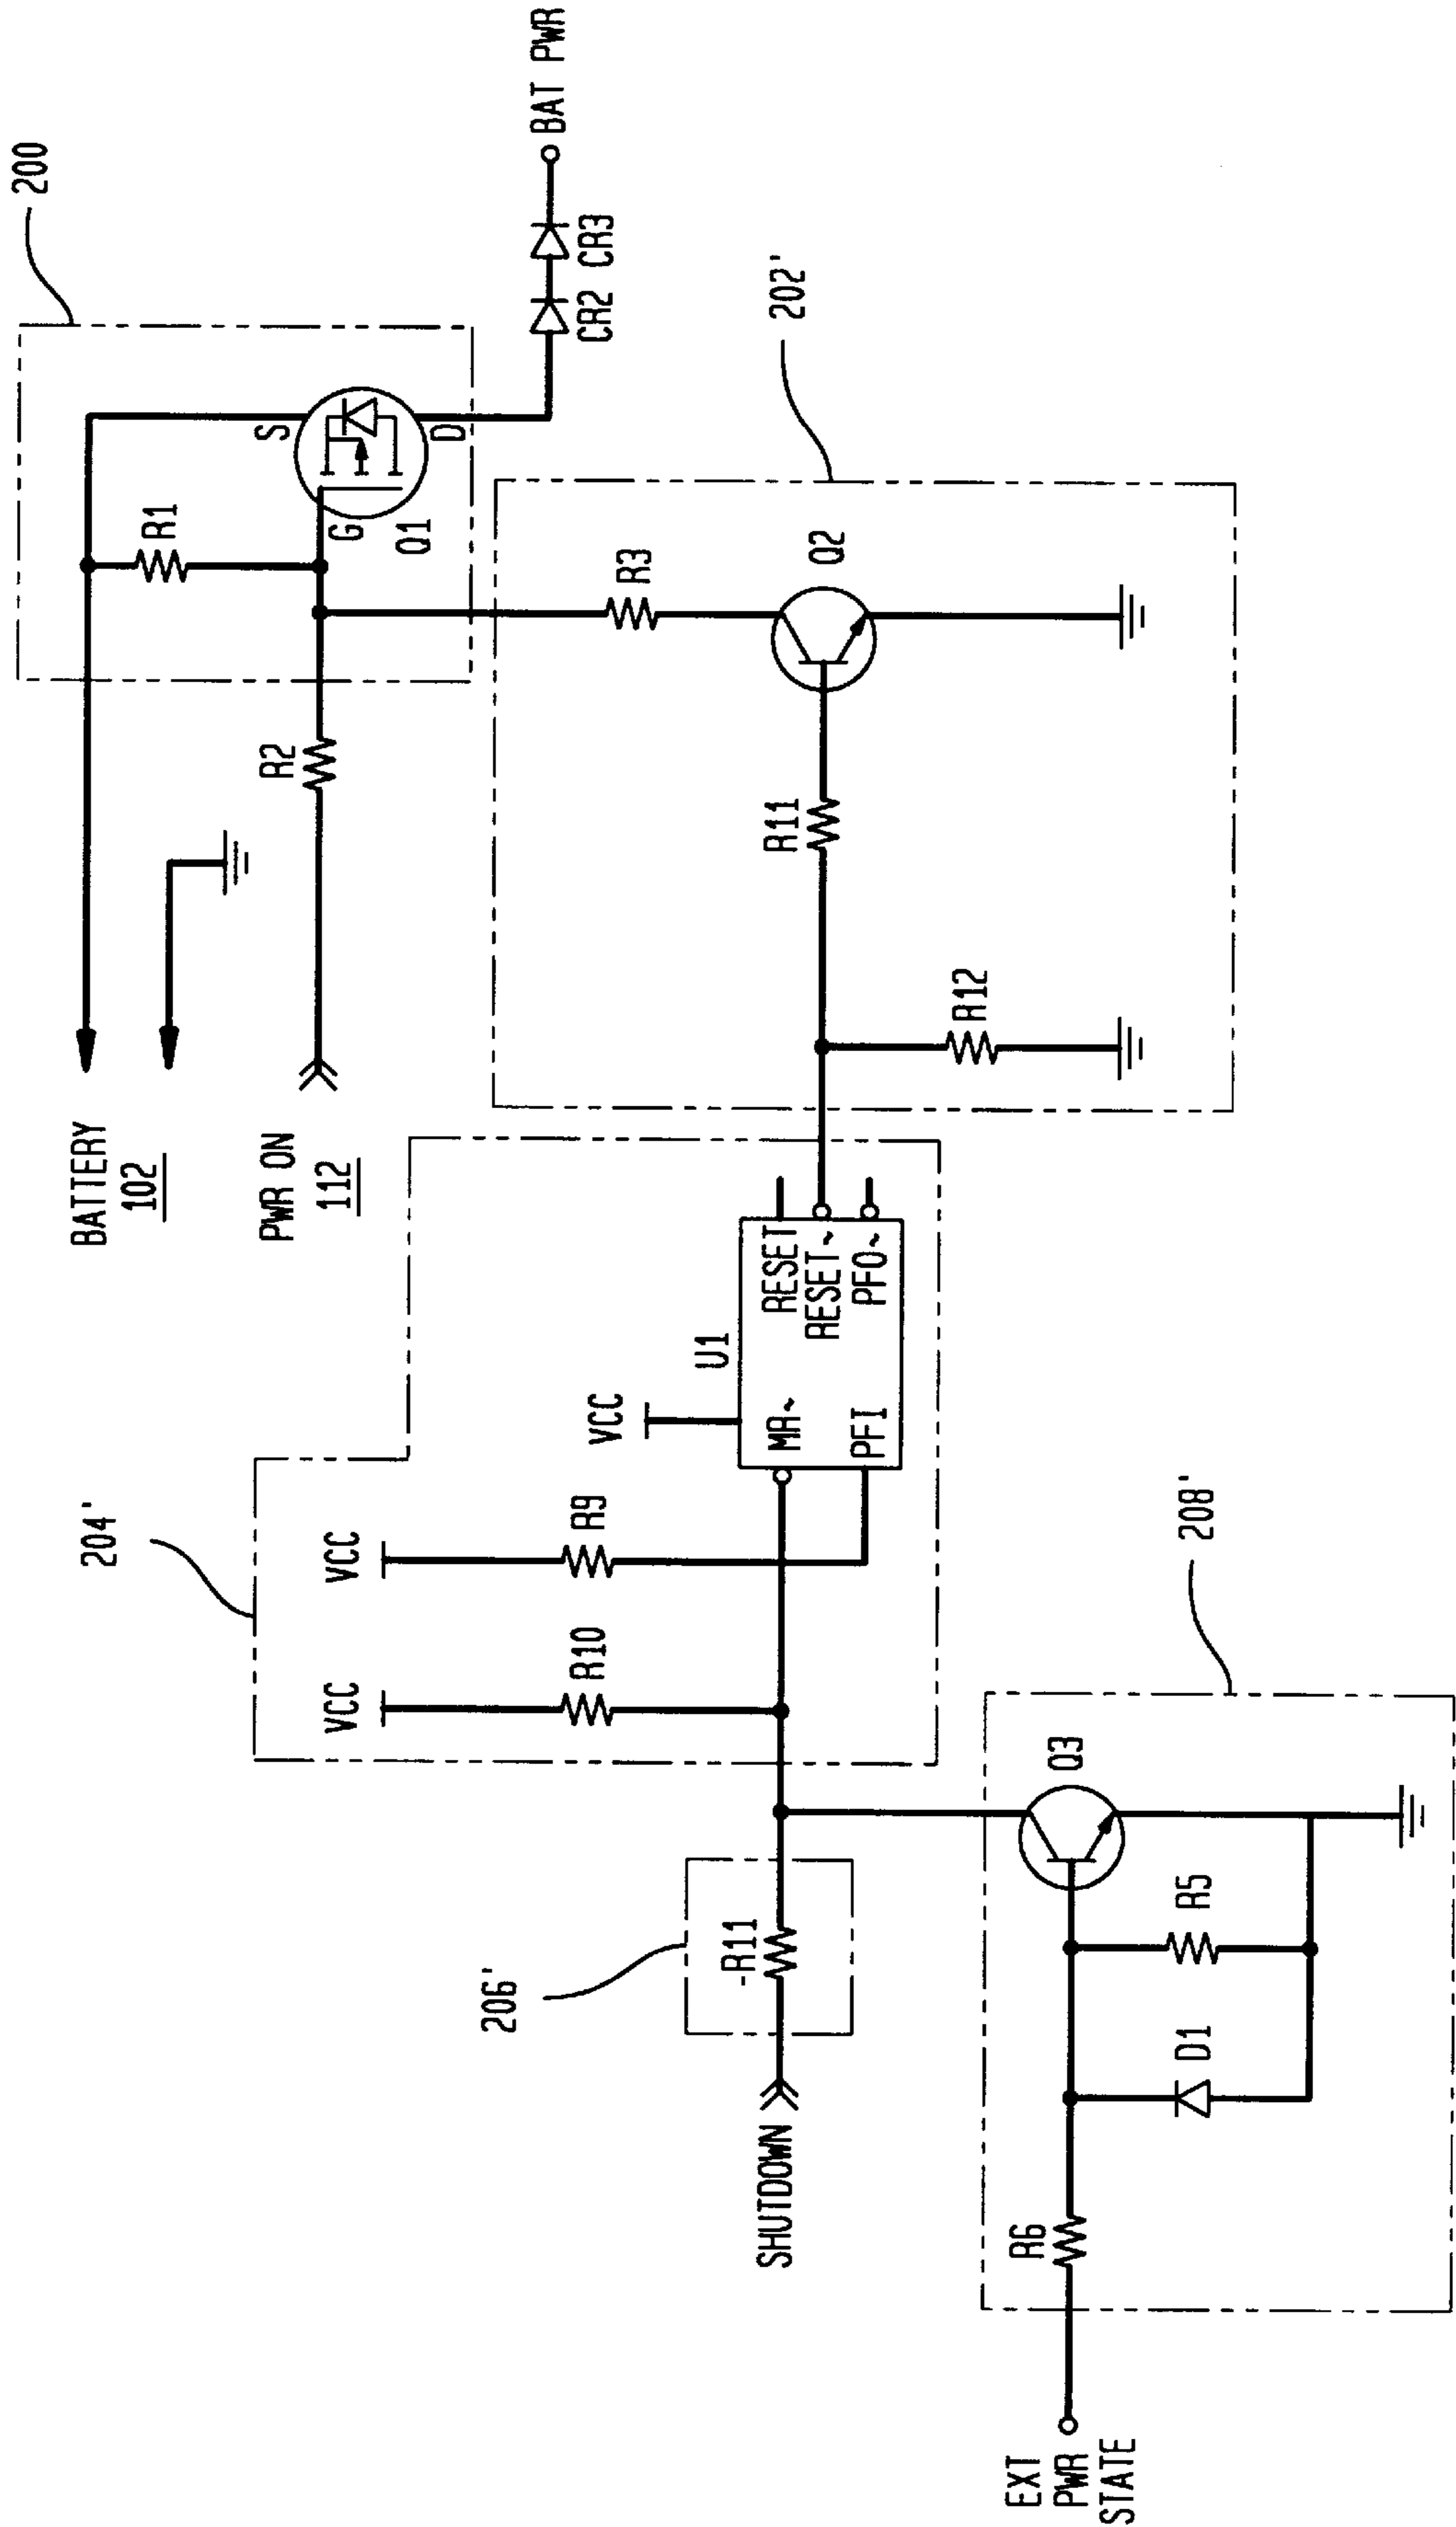 200
BAT PWR
CR2 CR3
S
D
G
Q1
R1
R2
BATTERY
102
PWR ON
112
202'
R3
Q2
R11
R12
204'
VCC
VCC
VCC
R10
R9
U1
MR~
PFI
RESET
RESET~
PFO~
206'
-R11
SHUTDOWN
208'
Q3
R5
D1
R6
EXT
PWR
STATE